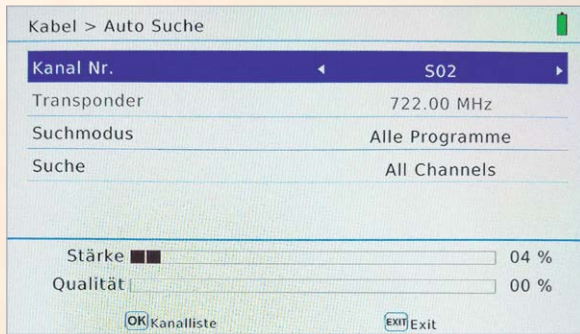 Kabel > Auto Suche
Kanal Nr. S02
Transponder 722.00 MHz
Suchmodus Alle Programme
Suche All Channels
Stärke 04 %
Qualität 00 %
OK Kanalliste EXIT Exit